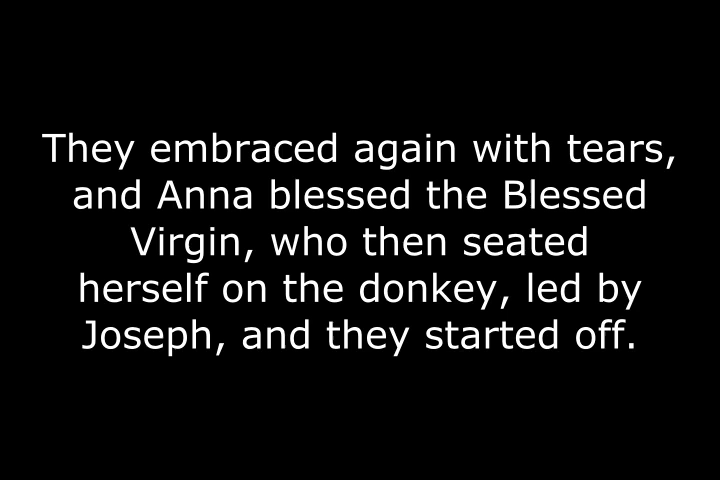 They embraced again with tears,
and Anna blessed the Blessed
Virgin, who then seated
herself on the donkey, led by
Joseph, and they started off.